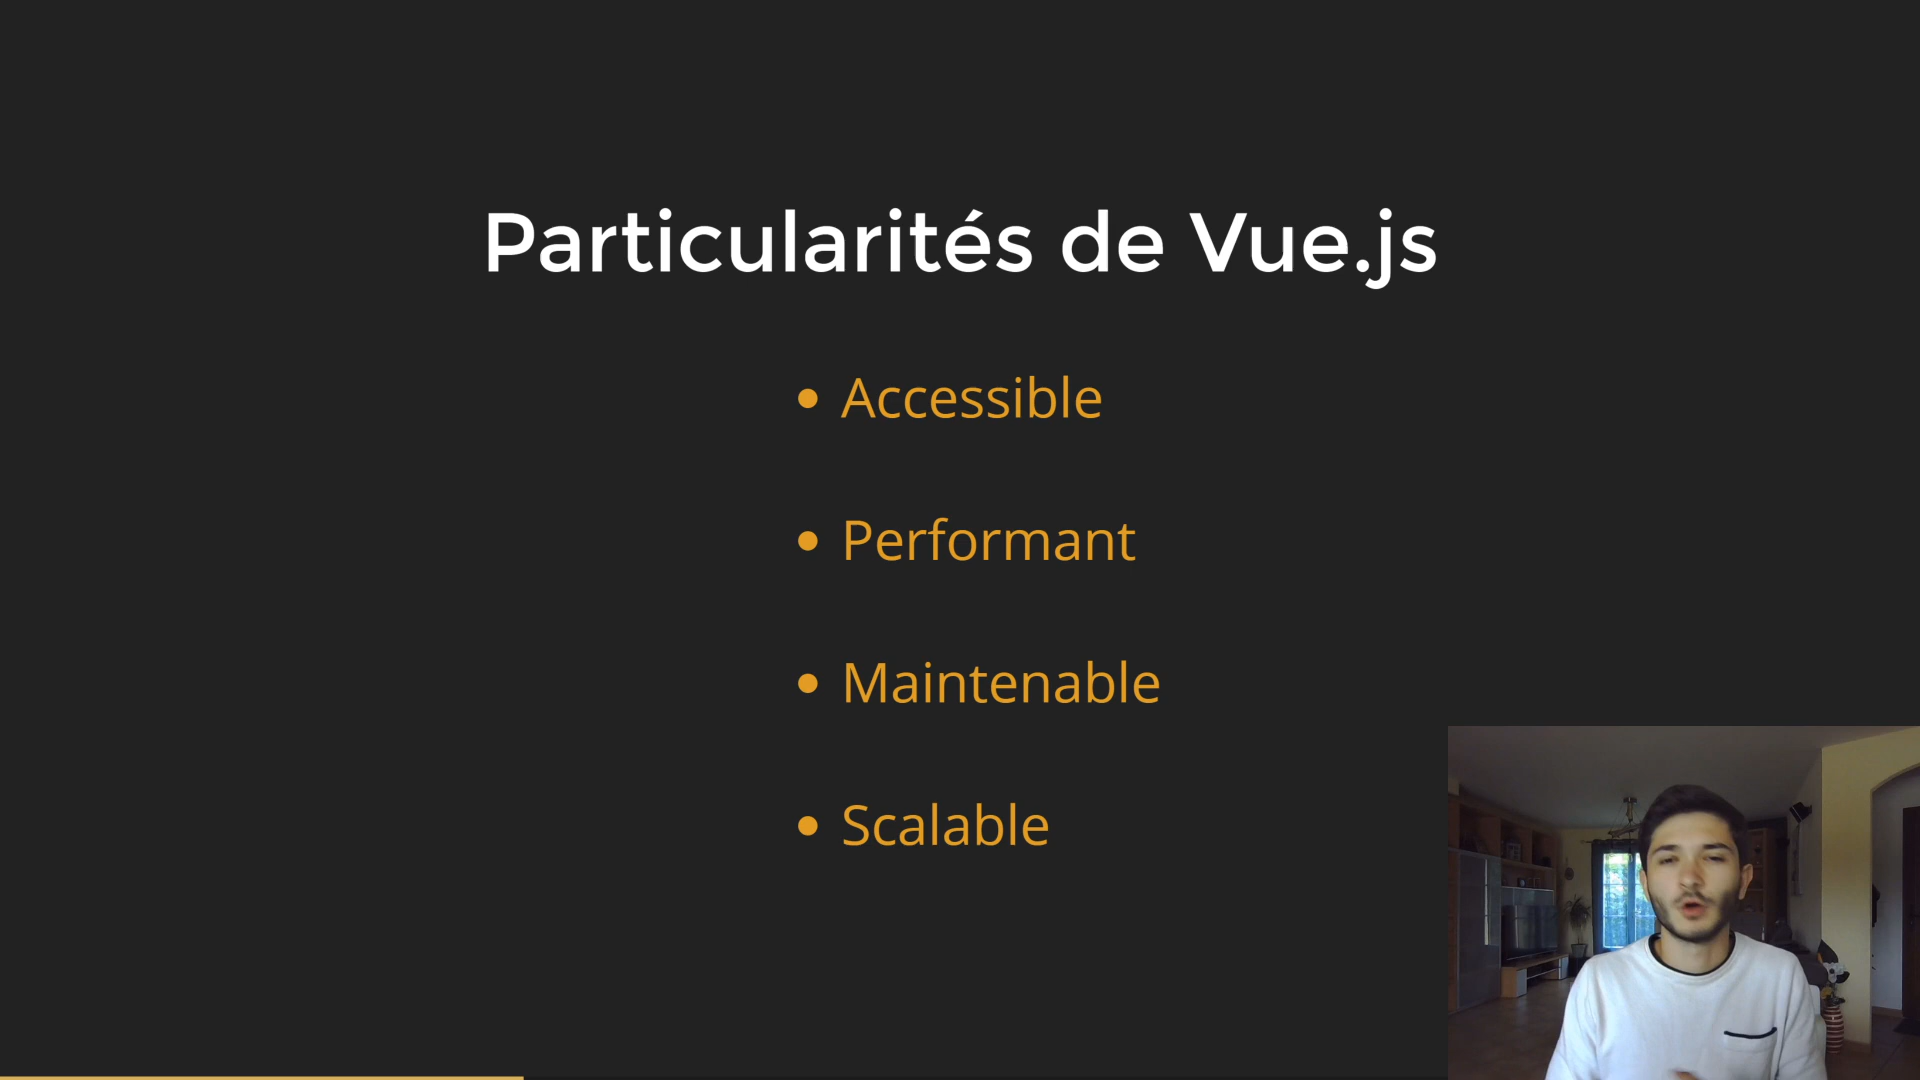 Particularités de Vue.js
Accessible
Performant
Maintenable
Scalable